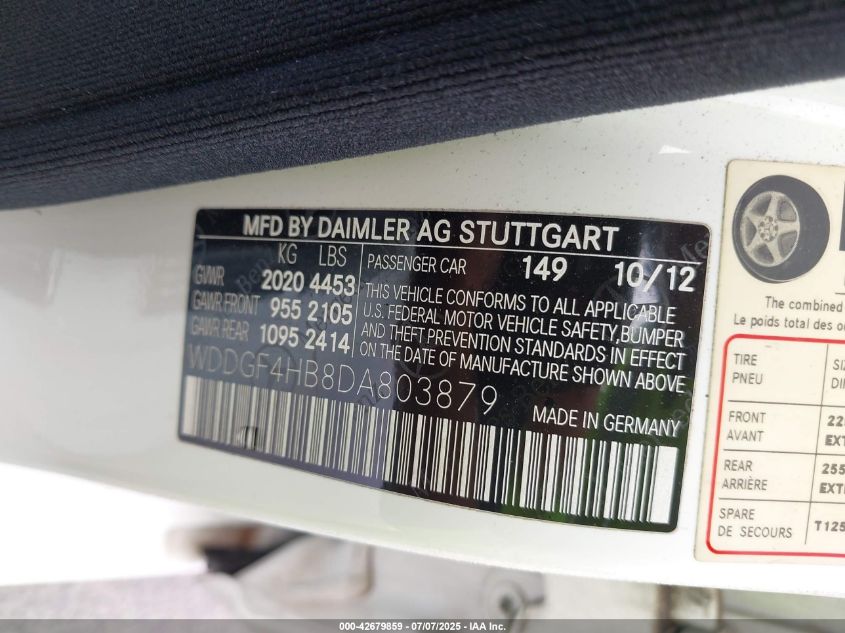 MFD BY DAIMLER AG STUTTGART
KG LBS
GVWR 2020 4453
GAWR FRONT 955 2105
GAWR REAR 1095 2414
PASSENGER CAR 149 10/12
THIS VEHICLE CONFORMS TO ALL APPLICABLE
U.S. FEDERAL MOTOR VEHICLE SAFETY,BUMPER
AND THEFT PREVENTION STANDARDS IN EFFECT
ON THE DATE OF MANUFACTURE SHOWN ABOVE
WDDGF4HB8DA803879
MADE IN GERMANY
The combined
Le poids total des
TIRE
PNEU
FRONT
AVANT
REAR
ARRIÈRE
SPARE
DE SECOURS
T125
000-42679859 - 07/07/2025 - IAA Inc.